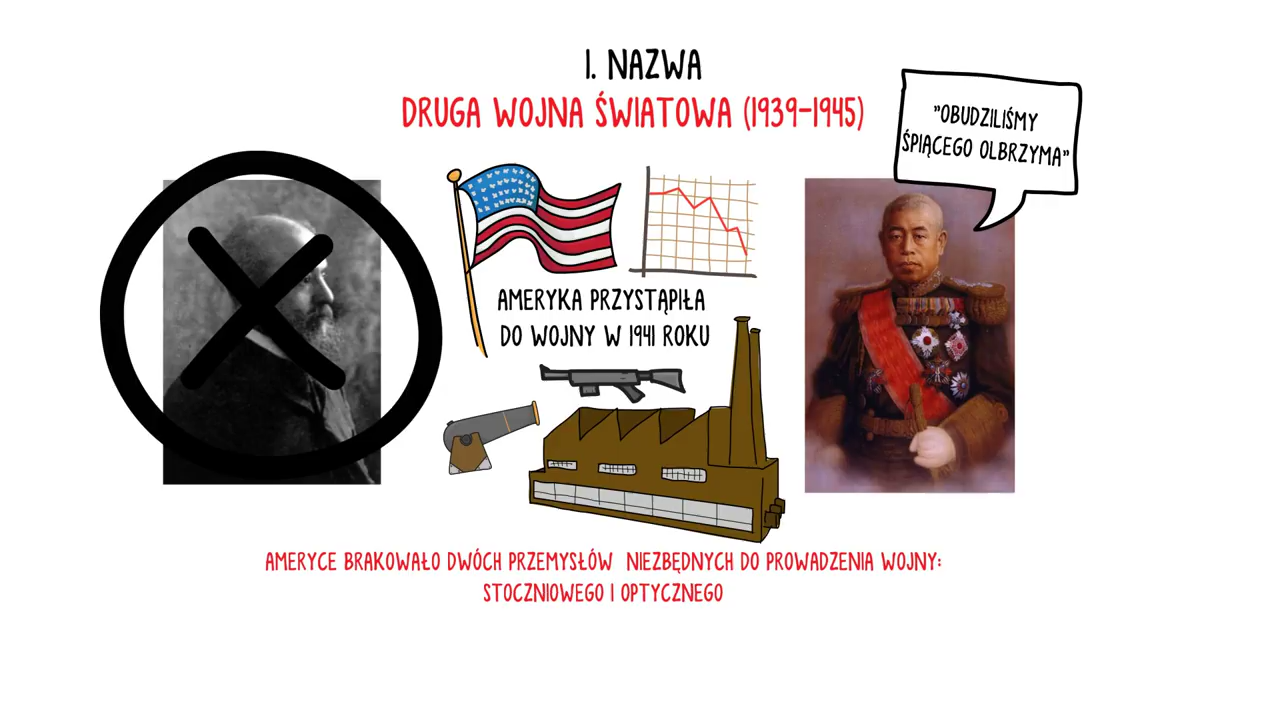 1. NAZWA
DRUGA WOJNA ŚWIATOWA (1939-1945)
"OBUDZILIŚMY
ŚPIĄCEGO OLBRZYMA"
AMERYKA PRZYSTĄPIŁA
DO WOJNY W 1941 ROKU
AMERYCE BRAKOWAŁO DWÓCH PRZEMYSŁÓW NIEZBĘDNYCH DO PROWADZENIA WOJNY:
STOCZNIOWEGO I OPTYCZNEGO